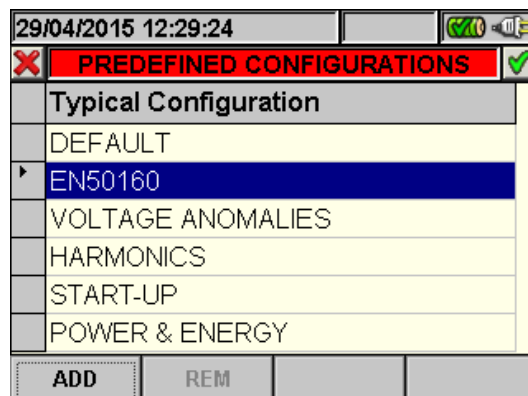 29/04/2015 12:29:24
PREDEFINED CONFIGURATIONS
Typical Configuration
DEFAULT
EN50160
VOLTAGE ANOMALIES
HARMONICS
START-UP
POWER & ENERGY
ADD REM